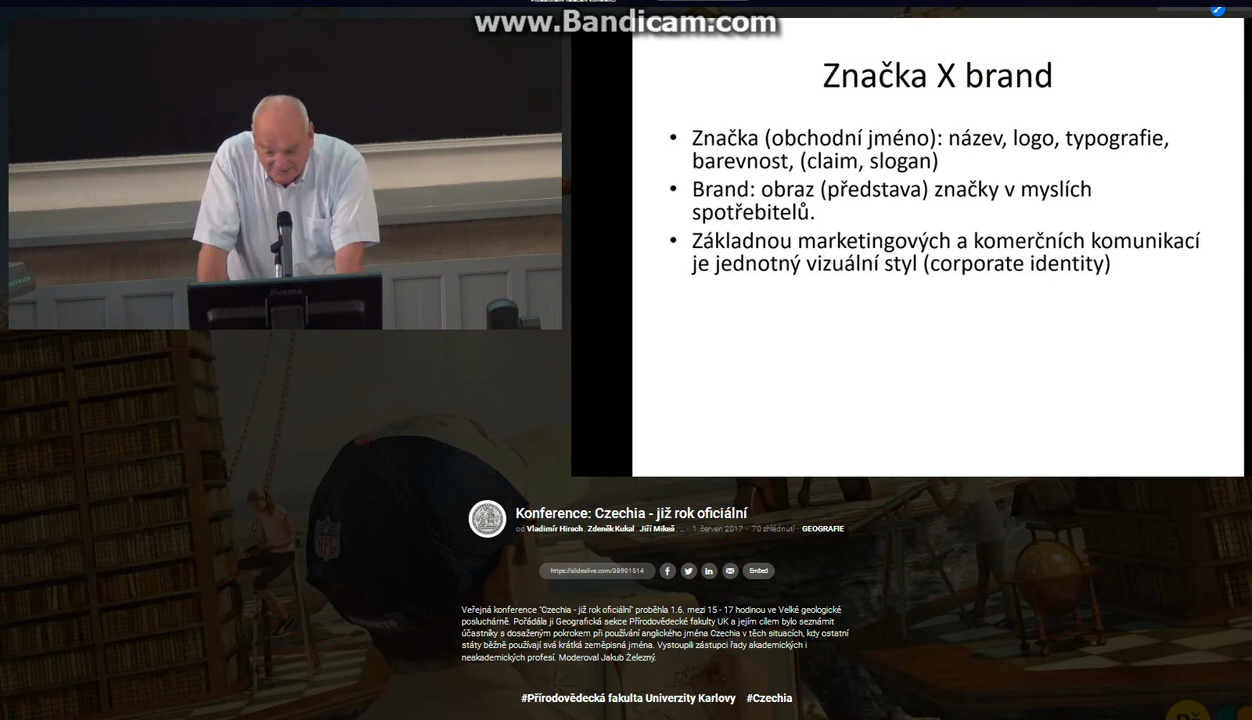 www.Bandicam.com
Značka X brand
• Značka (obchodní jméno): název, logo, typografie,
barevnost, (claim, slogan)
• Brand: obraz (představa) značky v myslích
spotřebitelů.
• Základnou marketingových a komerčních komunikací
je jednotný vizuální styl (corporate identity)
Konference: Czechia - již rok oficiální
od Vladimír Hirsch, Zdeněk Kukal, Jiří Mikeš ... · 1. červen 2017 · 70 zhlédnutí · GEOGRAFIE
https://slideslive.com/38901514
Embed
Veřejná konference "Czechia - již rok oficiální" proběhla 1.6. mezi 15 - 17 hodinou ve Velké geologické
posluchárně. Pořádála ji Geografická sekce Přírodovědecké fakulty UK a jejím cílem bylo seznámit
účastníky s dosaženým pokrokem při používání anglického jména Czechia v těch situacích, kdy ostatní
státy běžně používají svá krátká zeměpisná jména. Vystoupili zástupci řady akademických i
neakademických profesí. Moderoval Jakub Železný.
#Přírodovědecká fakulta Univerzity Karlovy #Czechia